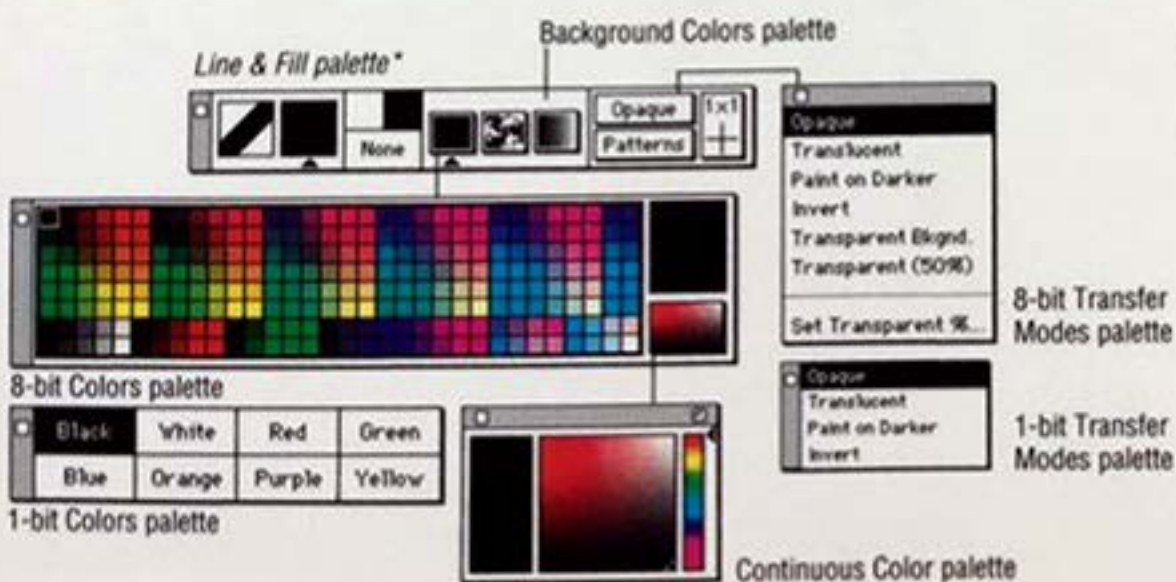 Background Colors palette
Line & Fill palette*
None
Opaque
Patterns
1x1
Opaque
Translucent
Paint on Darker
Invert
Transparent Bkgnd.
Transparent (50%)
Set Transparent %...
8-bit Transfer
Modes palette
8-bit Colors palette
Opaque
Translucent
Paint on Darker
Invert
1-bit Transfer
Modes palette
Black White Red Green
Blue Orange Purple Yellow
1-bit Colors palette
Continuous Color palette